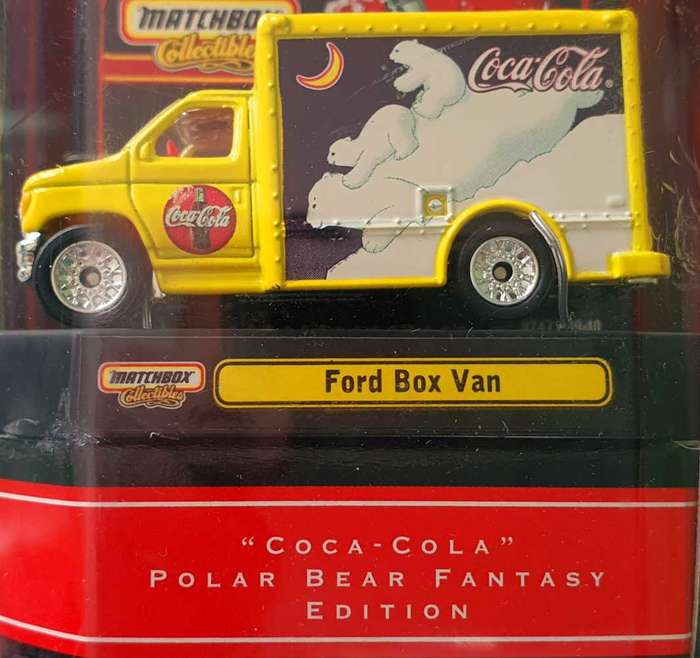 MATCHBOX
Collectibles
Coca-Cola
Coca-Cola
MATCHBOX
Collectibles
Ford Box Van
"COCA-COLA"
POLAR BEAR FANTASY
EDITION